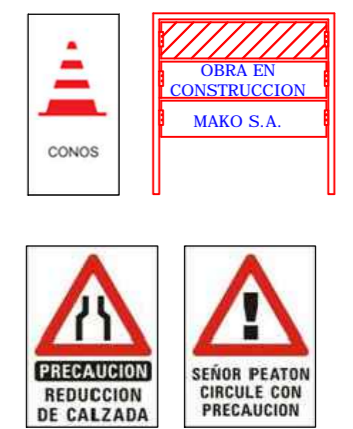 CONOS
OBRA EN
CONSTRUCCION
MAKO S.A.
PRECAUCION
REDUCCION
DE CALZADA
SEÑOR PEATON
CIRCULE CON
PRECAUCION